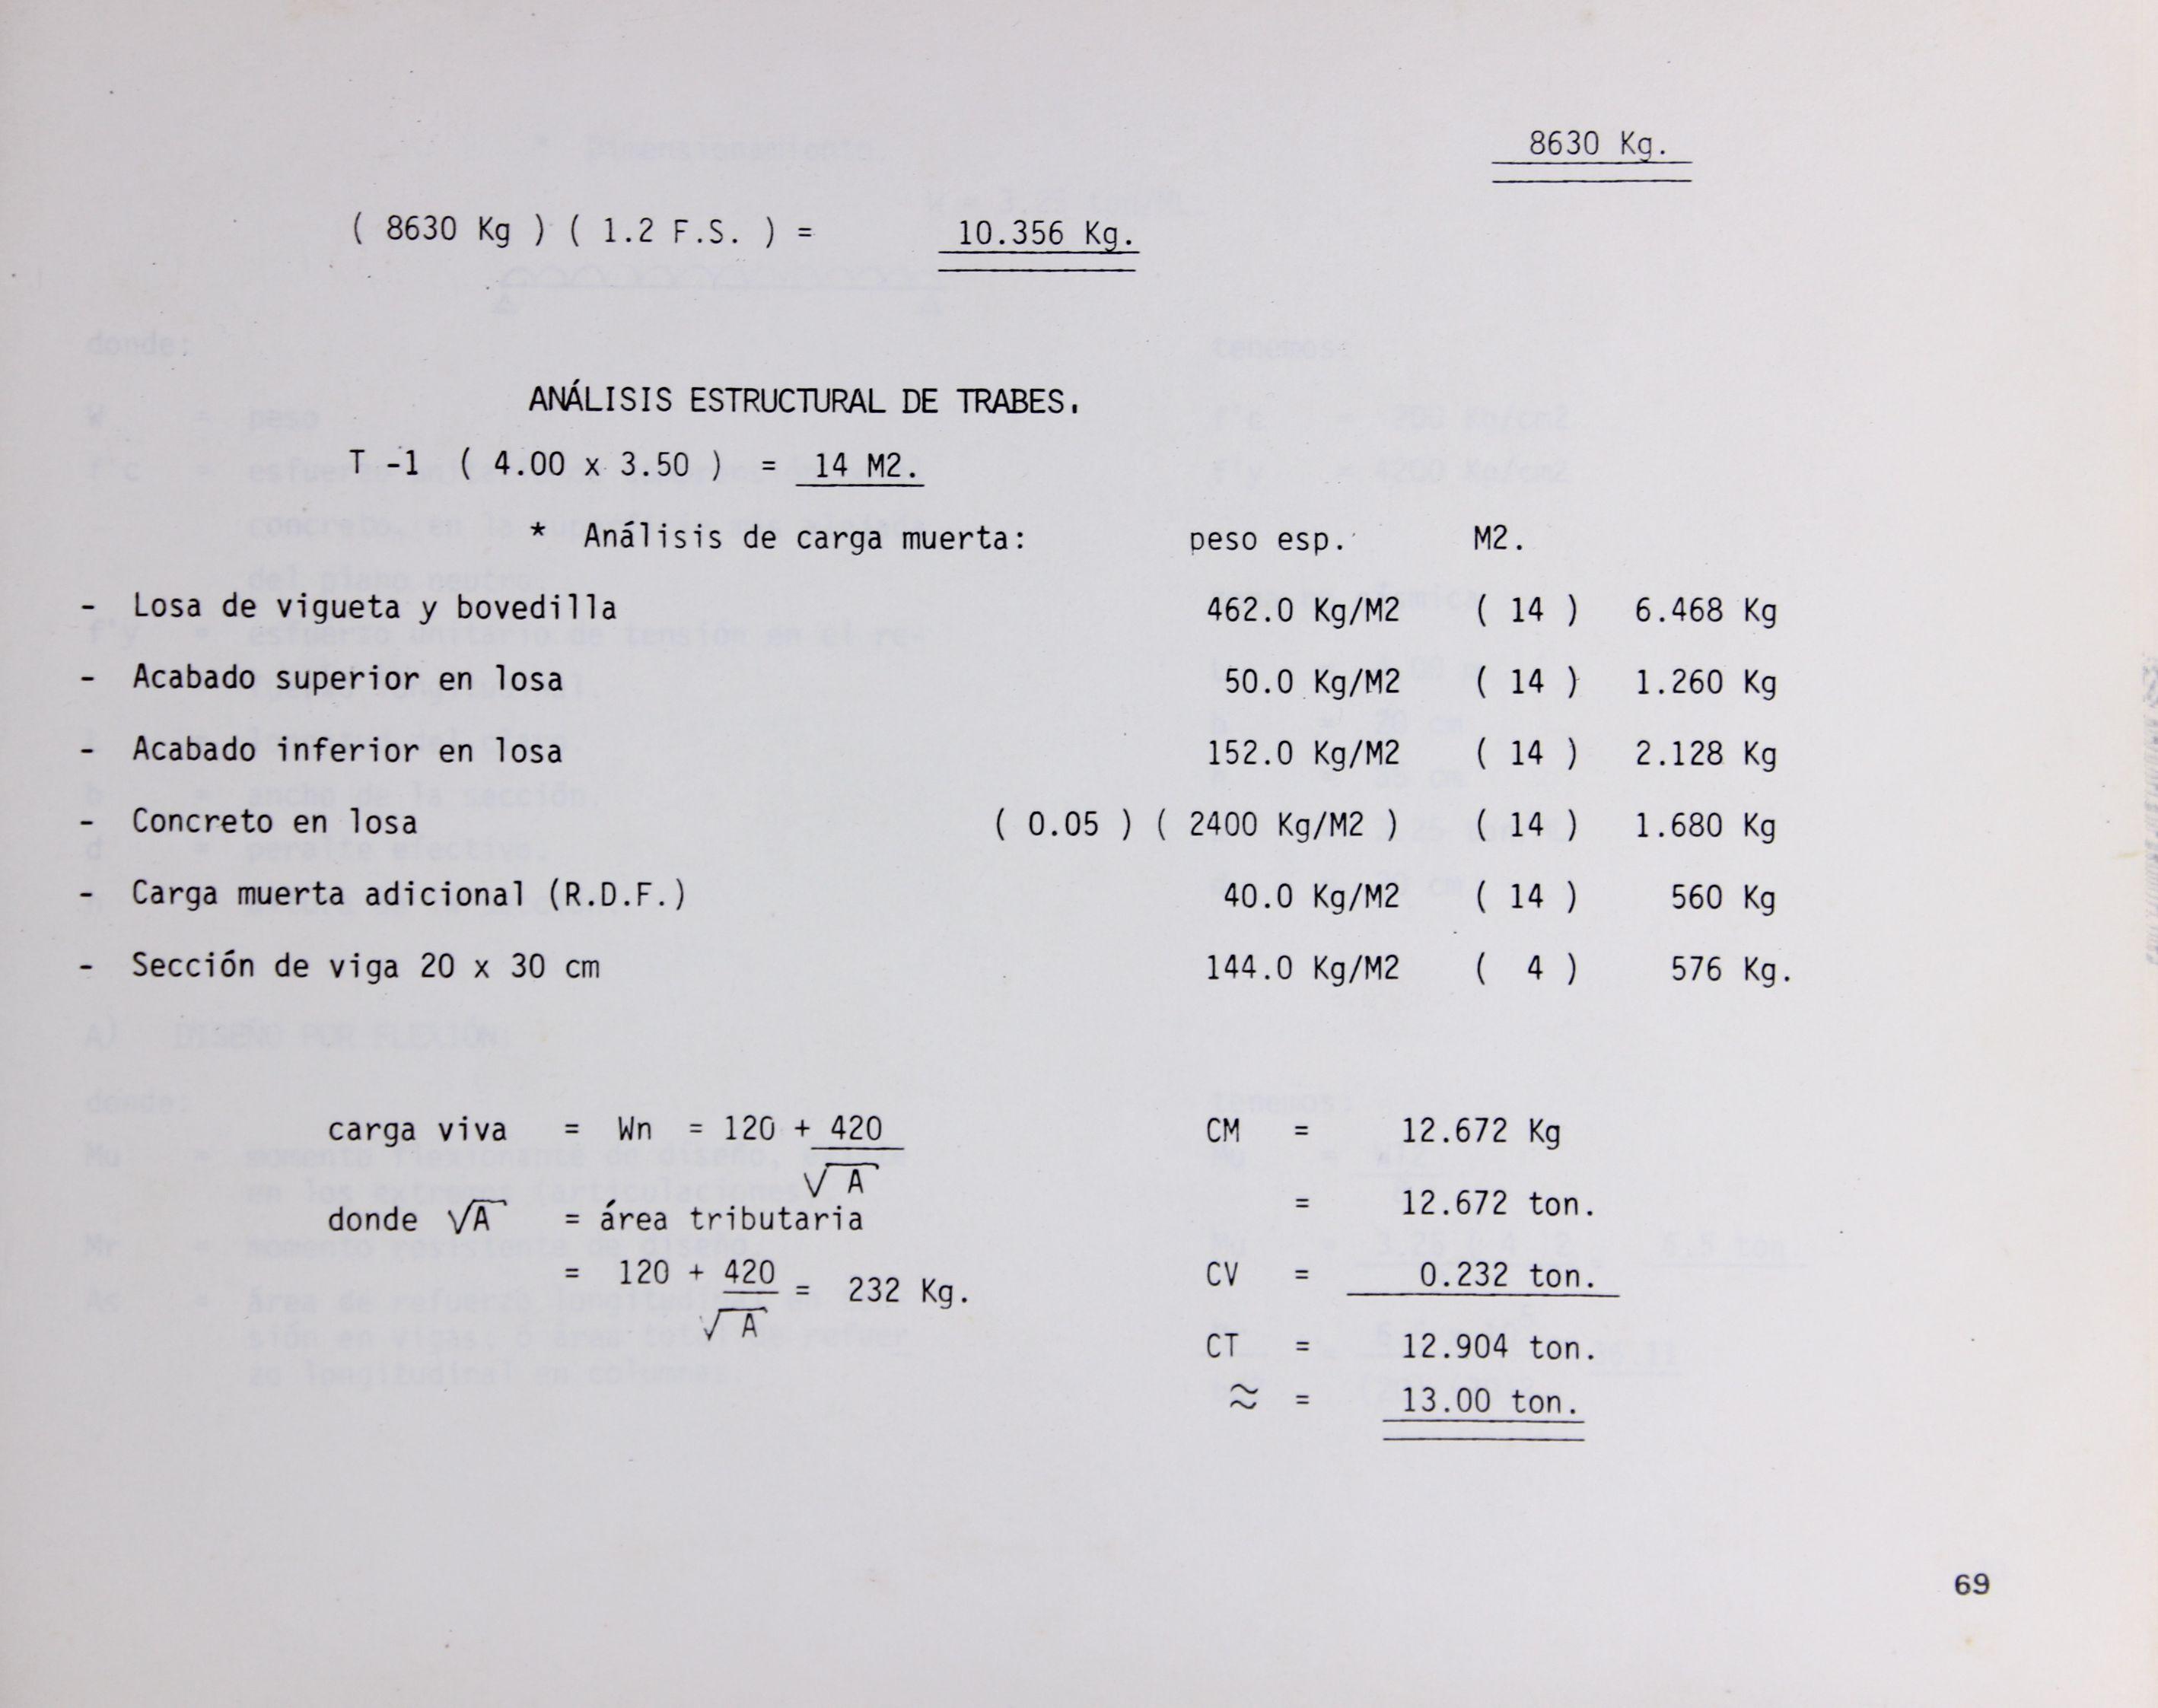 8630 Kg.
( 8630 Kg ) ( 1.2 F.S. ) = 10.356 Kg.
ANÁLISIS ESTRUCTURAL DE TRABES.
T -1 ( 4.00 x 3.50 ) = 14 M2.
* Análisis de carga muerta: peso esp. M2.
- Losa de vigueta y bovedilla 462.0 Kg/M2 ( 14 ) 6.468 Kg
- Acabado superior en losa 50.0 Kg/M2 ( 14 ) 1.260 Kg
- Acabado inferior en losa 152.0 Kg/M2 ( 14 ) 2.128 Kg
- Concreto en losa ( 0.05 ) ( 2400 Kg/M2 ) ( 14 ) 1.680 Kg
- Carga muerta adicional (R.D.F.) 40.0 Kg/M2 ( 14 ) 560 Kg
- Sección de viga 20 x 30 cm 144.0 Kg/M2 ( 4 ) 576 Kg.
carga viva = Wn = 120 + 420
√A
donde √A = área tributaria
= 120 + 420 = 232 Kg.
√A
CM = 12.672 Kg
= 12.672 ton.
CV = 0.232 ton.
CT = 12.904 ton.
≈ = 13.00 ton.
69